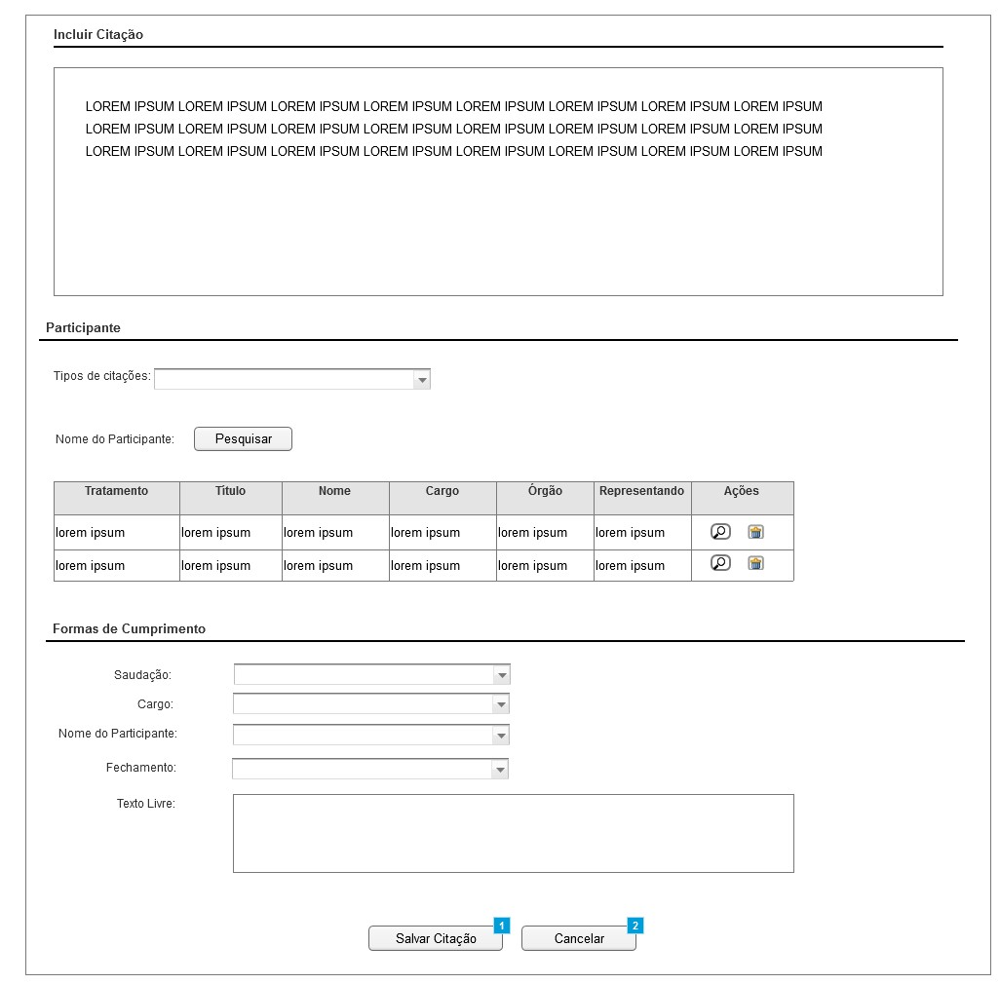 Incluir Citação
LOREM IPSUM LOREM IPSUM LOREM IPSUM LOREM IPSUM LOREM IPSUM LOREM IPSUM LOREM IPSUM LOREM IPSUM
LOREM IPSUM LOREM IPSUM LOREM IPSUM LOREM IPSUM LOREM IPSUM LOREM IPSUM LOREM IPSUM LOREM IPSUM
LOREM IPSUM LOREM IPSUM LOREM IPSUM LOREM IPSUM LOREM IPSUM LOREM IPSUM LOREM IPSUM LOREM IPSUM
Participante
Tipos de citações:
Nome do Participante: Pesquisar
Tratamento Título Nome Cargo Órgão Representando Ações
lorem ipsum lorem ipsum lorem ipsum lorem ipsum lorem ipsum lorem ipsum
lorem ipsum lorem ipsum lorem ipsum lorem ipsum lorem ipsum lorem ipsum
Formas de Cumprimento
Saudação:
Cargo:
Nome do Participante:
Fechamento:
Texto Livre:
Salvar Citação 1 Cancelar 2